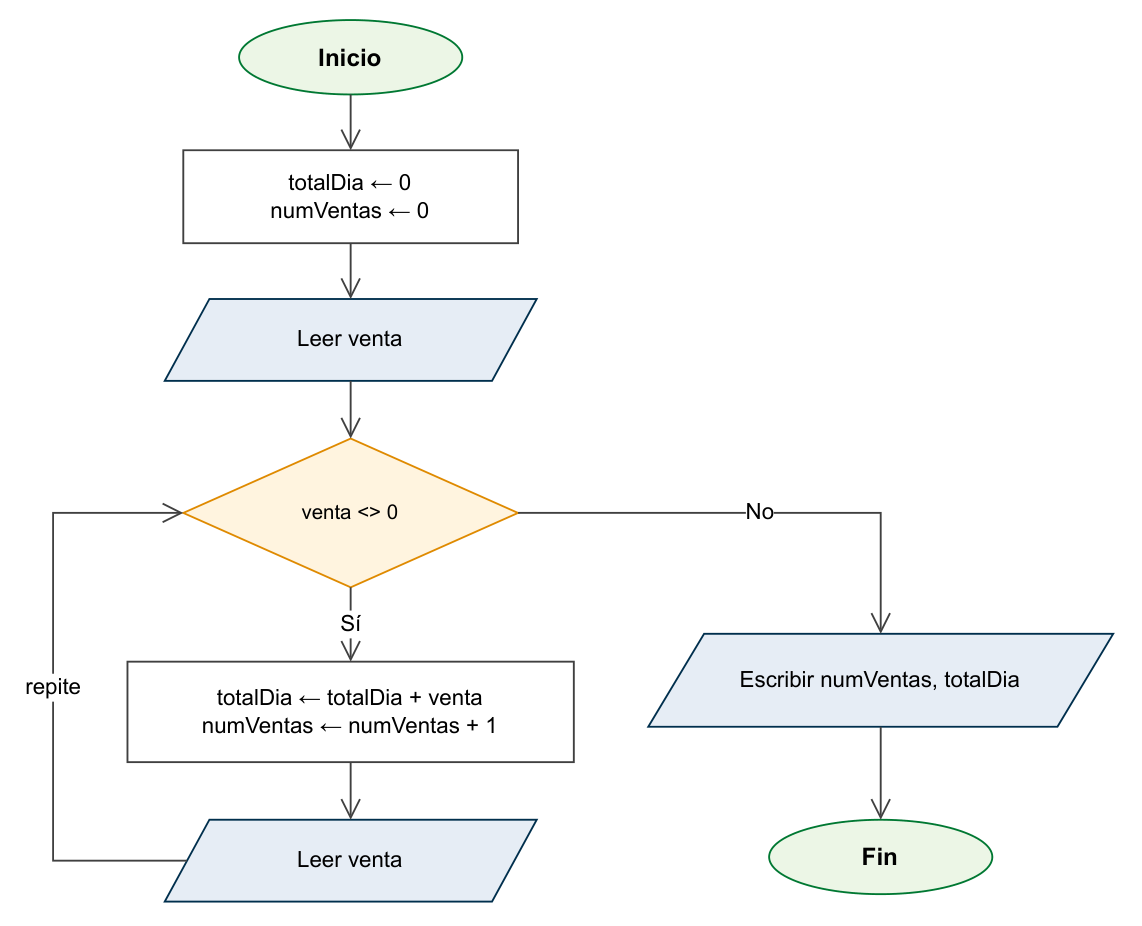 Inicio
totalDia ← 0
numVentas ← 0
Leer venta
venta <> 0
No
Sí
repite
totalDia ← totalDia + venta
numVentas ← numVentas + 1
Escribir numVentas, totalDia
Leer venta
Fin